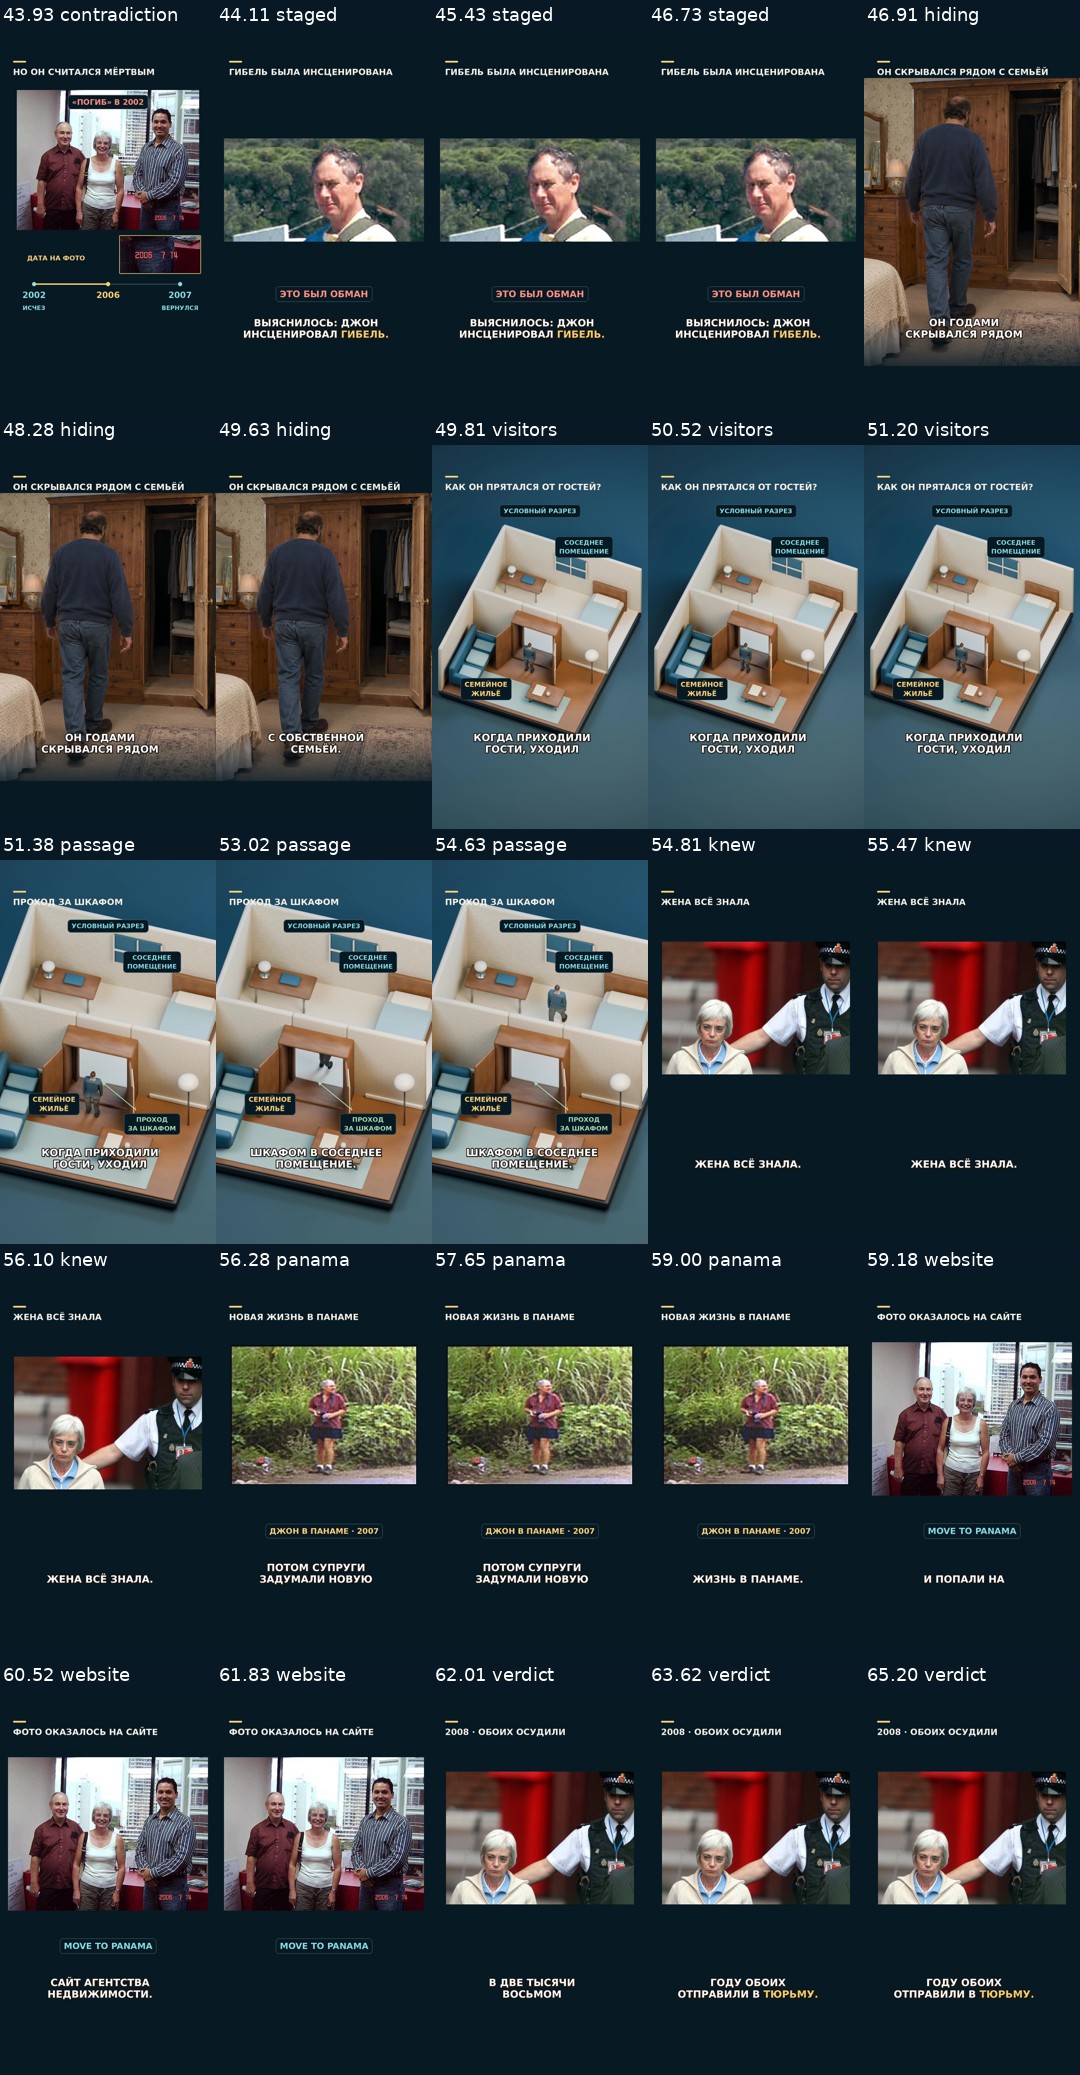 43.93 contradiction
НО ОН СЧИТАЛСЯ МЁРТВЫМ
«ПОГИБ» В 2002
2006 7 14
ДАТА НА ФОТО
2006 7 14
2002
2006
2007
ИСЧЕЗ
ВЕРНУЛСЯ
44.11 staged
ГИБЕЛЬ БЫЛА ИНСЦЕНИРОВАНА
ЭТО БЫЛ ОБМАН
ВЫЯСНИЛОСЬ: ДЖОН
ИНСЦЕНИРОВАЛ ГИБЕЛЬ.
45.43 staged
ГИБЕЛЬ БЫЛА ИНСЦЕНИРОВАНА
ЭТО БЫЛ ОБМАН
ВЫЯСНИЛОСЬ: ДЖОН
ИНСЦЕНИРОВАЛ ГИБЕЛЬ.
46.73 staged
ГИБЕЛЬ БЫЛА ИНСЦЕНИРОВАНА
ЭТО БЫЛ ОБМАН
ВЫЯСНИЛОСЬ: ДЖОН
ИНСЦЕНИРОВАЛ ГИБЕЛЬ.
46.91 hiding
ОН СКРЫВАЛСЯ РЯДОМ С СЕМЬЁЙ
ОН ГОДАМИ
СКРЫВАЛСЯ РЯДОМ
48.28 hiding
ОН СКРЫВАЛСЯ РЯДОМ С СЕМЬЁЙ
ОН ГОДАМИ
СКРЫВАЛСЯ РЯДОМ
49.63 hiding
ОН СКРЫВАЛСЯ РЯДОМ С СЕМЬЁЙ
С СОБСТВЕННОЙ
СЕМЬЁЙ.
49.81 visitors
КАК ОН ПРЯТАЛСЯ ОТ ГОСТЕЙ?
УСЛОВНЫЙ РАЗРЕЗ
СОСЕДНЕЕ
ПОМЕЩЕНИЕ
СЕМЕЙНОЕ
ЖИЛЬЁ
КОГДА ПРИХОДИЛИ
ГОСТИ, УХОДИЛ
50.52 visitors
КАК ОН ПРЯТАЛСЯ ОТ ГОСТЕЙ?
УСЛОВНЫЙ РАЗРЕЗ
СОСЕДНЕЕ
ПОМЕЩЕНИЕ
СЕМЕЙНОЕ
ЖИЛЬЁ
КОГДА ПРИХОДИЛИ
ГОСТИ, УХОДИЛ
51.20 visitors
КАК ОН ПРЯТАЛСЯ ОТ ГОСТЕЙ?
УСЛОВНЫЙ РАЗРЕЗ
СОСЕДНЕЕ
ПОМЕЩЕНИЕ
СЕМЕЙНОЕ
ЖИЛЬЁ
КОГДА ПРИХОДИЛИ
ГОСТИ, УХОДИЛ
51.38 passage
ПРОХОД ЗА ШКАФОМ
УСЛОВНЫЙ РАЗРЕЗ
СОСЕДНЕЕ
ПОМЕЩЕНИЕ
СЕМЕЙНОЕ
ЖИЛЬЁ
ПРОХОД
ЗА ШКАФОМ
КОГДА ПРИХОДИЛИ
ГОСТИ, УХОДИЛ
53.02 passage
ПРОХОД ЗА ШКАФОМ
УСЛОВНЫЙ РАЗРЕЗ
СОСЕДНЕЕ
ПОМЕЩЕНИЕ
СЕМЕЙНОЕ
ЖИЛЬЁ
ПРОХОД
ЗА ШКАФОМ
ШКАФОМ В СОСЕДНЕЕ
ПОМЕЩЕНИЕ.
54.63 passage
ПРОХОД ЗА ШКАФОМ
УСЛОВНЫЙ РАЗРЕЗ
СОСЕДНЕЕ
ПОМЕЩЕНИЕ
СЕМЕЙНОЕ
ЖИЛЬЁ
ПРОХОД
ЗА ШКАФОМ
ШКАФОМ В СОСЕДНЕЕ
ПОМЕЩЕНИЕ.
54.81 knew
ЖЕНА ВСЁ ЗНАЛА
ЖЕНА ВСЁ ЗНАЛА.
55.47 knew
ЖЕНА ВСЁ ЗНАЛА
ЖЕНА ВСЁ ЗНАЛА.
56.10 knew
ЖЕНА ВСЁ ЗНАЛА
ЖЕНА ВСЁ ЗНАЛА.
56.28 panama
НОВАЯ ЖИЗНЬ В ПАНАМЕ
ДЖОН В ПАНАМЕ · 2007
ПОТОМ СУПРУГИ
ЗАДУМАЛИ НОВУЮ
57.65 panama
НОВАЯ ЖИЗНЬ В ПАНАМЕ
ДЖОН В ПАНАМЕ · 2007
ПОТОМ СУПРУГИ
ЗАДУМАЛИ НОВУЮ
59.00 panama
НОВАЯ ЖИЗНЬ В ПАНАМЕ
ДЖОН В ПАНАМЕ · 2007
ЖИЗНЬ В ПАНАМЕ.
59.18 website
ФОТО ОКАЗАЛОСЬ НА САЙТЕ
2006 7 14
MOVE TO PANAMA
И ПОПАЛИ НА
60.52 website
ФОТО ОКАЗАЛОСЬ НА САЙТЕ
2006 7 14
MOVE TO PANAMA
САЙТ АГЕНТСТВА
НЕДВИЖИМОСТИ.
61.83 website
ФОТО ОКАЗАЛОСЬ НА САЙТЕ
2006 7 14
MOVE TO PANAMA
62.01 verdict
2008 · ОБОИХ ОСУДИЛИ
В ДВЕ ТЫСЯЧИ
ВОСЬМОМ
63.62 verdict
2008 · ОБОИХ ОСУДИЛИ
ГОДУ ОБОИХ
ОТПРАВИЛИ В ТЮРЬМУ.
65.20 verdict
2008 · ОБОИХ ОСУДИЛИ
ГОДУ ОБОИХ
ОТПРАВИЛИ В ТЮРЬМУ.